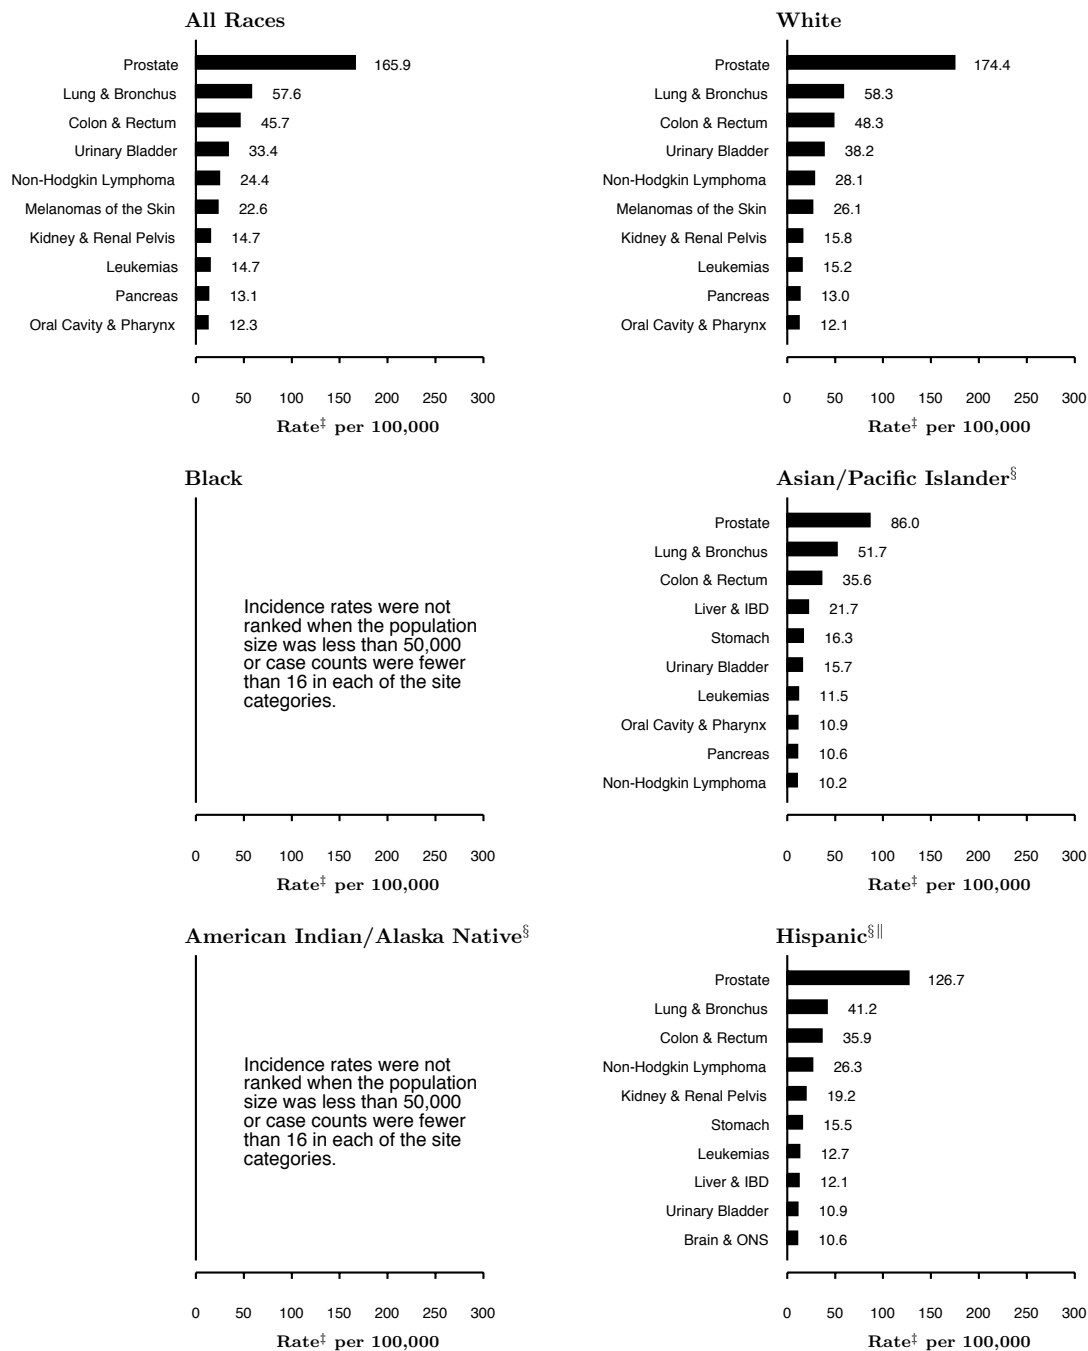 All Races
Prostate 165.9
Lung & Bronchus 57.6
Colon & Rectum 45.7
Urinary Bladder 33.4
Non-Hodgkin Lymphoma 24.4
Melanomas of the Skin 22.6
Kidney & Renal Pelvis 14.7
Leukemias 14.7
Pancreas 13.1
Oral Cavity & Pharynx 12.3
0 50 100 150 200 250 300
Rate‡ per 100,000
White
Prostate 174.4
Lung & Bronchus 58.3
Colon & Rectum 48.3
Urinary Bladder 38.2
Non-Hodgkin Lymphoma 28.1
Melanomas of the Skin 26.1
Kidney & Renal Pelvis 15.8
Leukemias 15.2
Pancreas 13.0
Oral Cavity & Pharynx 12.1
0 50 100 150 200 250 300
Rate‡ per 100,000
Black
Incidence rates were not
ranked when the population
size was less than 50,000
or case counts were fewer
than 16 in each of the site
categories.
0 50 100 150 200 250 300
Rate‡ per 100,000
Asian/Pacific Islander§
Prostate 86.0
Lung & Bronchus 51.7
Colon & Rectum 35.6
Liver & IBD 21.7
Stomach 16.3
Urinary Bladder 15.7
Leukemias 11.5
Oral Cavity & Pharynx 10.9
Pancreas 10.6
Non-Hodgkin Lymphoma 10.2
0 50 100 150 200 250 300
Rate‡ per 100,000
American Indian/Alaska Native§
Incidence rates were not
ranked when the population
size was less than 50,000
or case counts were fewer
than 16 in each of the site
categories.
0 50 100 150 200 250 300
Rate‡ per 100,000
Hispanic§‖
Prostate 126.7
Lung & Bronchus 41.2
Colon & Rectum 35.9
Non-Hodgkin Lymphoma 26.3
Kidney & Renal Pelvis 19.2
Stomach 15.5
Leukemias 12.7
Liver & IBD 12.1
Urinary Bladder 10.9
Brain & ONS 10.6
0 50 100 150 200 250 300
Rate‡ per 100,000